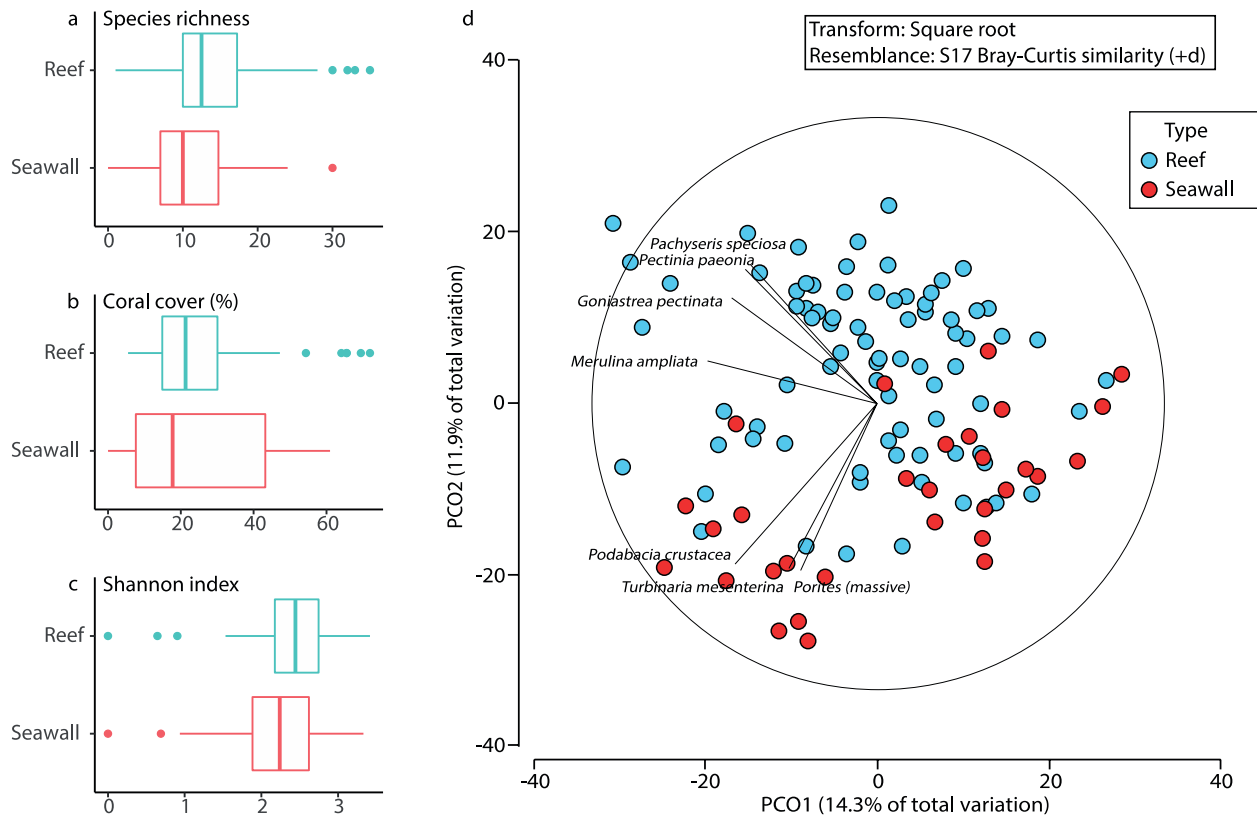 a Species richness
Reef
Seawall
0 10 20 30
b Coral cover (%)
Reef
Seawall
0 20 40 60
c Shannon index
Reef
Seawall
0 1 2 3
d
Transform: Square root
Resemblance: S17 Bray-Curtis similarity (+d)
Type
Reef
Seawall
40
20
0
-20
-40
PCO2 (11.9% of total variation)
Pachyseris speciosa
Pectinia paeonia
Goniastrea pectinata
Merulina ampliata
Podabacia crustacea
Turbinaria mesenterina Porites (massive)
-40 -20 0 20 40
PCO1 (14.3% of total variation)